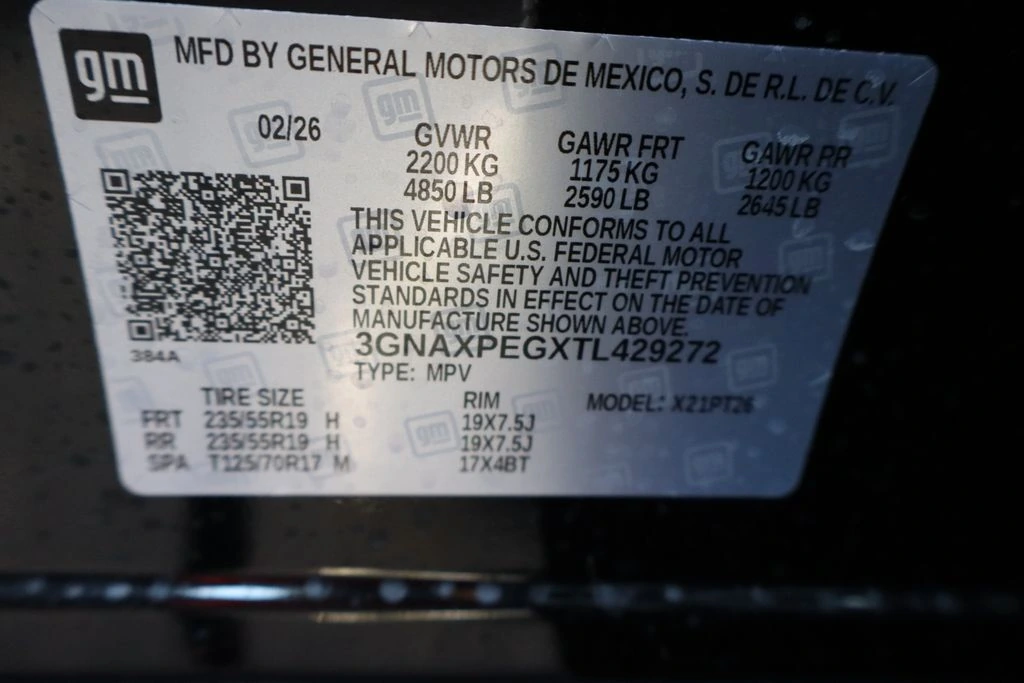 gm
MFD BY GENERAL MOTORS DE MEXICO, S. DE R.L. DE C.V.
02/26
GVWR GAWR FRT GAWR RR
2200 KG 1175 KG 1200 KG
4850 LB 2590 LB 2645 LB
THIS VEHICLE CONFORMS TO ALL
APPLICABLE U.S. FEDERAL MOTOR
VEHICLE SAFETY AND THEFT PREVENTION
STANDARDS IN EFFECT ON THE DATE OF
MANUFACTURE SHOWN ABOVE.
3GNAXPEGXTL429272
384A
TYPE: MPV
TIRE SIZE RIM MODEL: X21PT26
FRT 235/55R19 H 19X7.5J
RR 235/55R19 H 19X7.5J
SPA T125/70R17 M 17X4BT